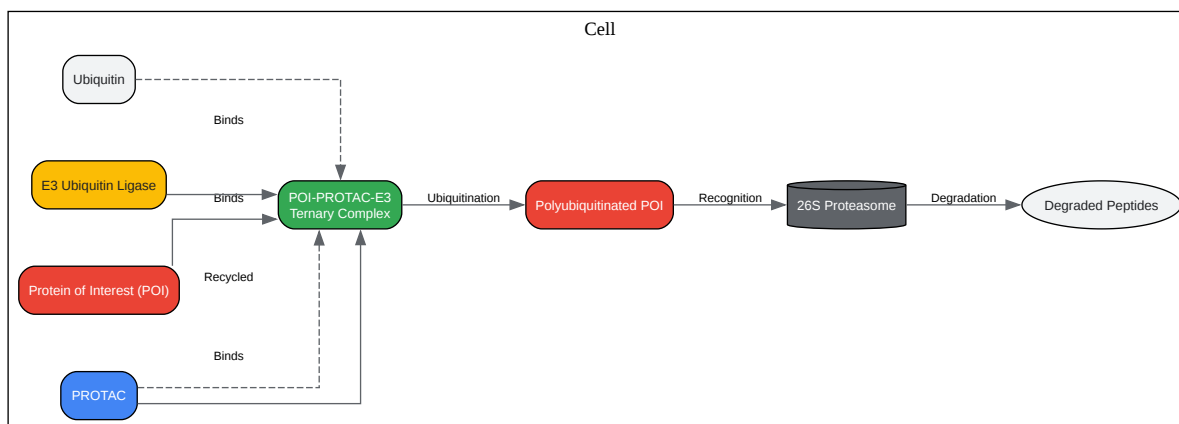 Cell
Ubiquitin
Binds
E3 Ubiquitin Ligase
Binds
POI-PROTAC-E3
Ternary Complex
Ubiquitination
Polyubiquitinated POI
Recognition
26S Proteasome
Degradation
Degraded Peptides
Protein of Interest (POI)
Recycled
Binds
PROTAC